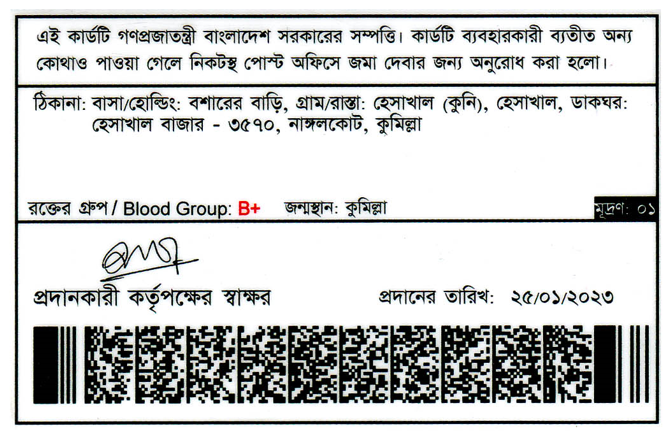 এই কার্ডটি গণপ্রজাতন্ত্রী বাংলাদেশ সরকারের সম্পত্তি। কার্ডটি ব্যবহারকারী ব্যতীত অন্য
কোথাও পাওয়া গেলে নিকটস্থ পোস্ট অফিসে জমা দেবার জন্য অনুরোধ করা হলো।
ঠিকানা: বাসা/হোল্ডিং: বশারের বাড়ি, গ্রাম/রাস্তা: হেসাখাল (কুনি), হেসাখাল, ডাকঘর:
হেসাখাল বাজার - ৩৫৭০, নাঙ্গলকোট, কুমিল্লা
রক্তের গ্রুপ / Blood Group: B+ জন্মস্থান: কুমিল্লা মূদ্রণ: ০১
প্রদানকারী কর্তৃপক্ষের স্বাক্ষর প্রদানের তারিখ: ২৫/০১/২০২৩